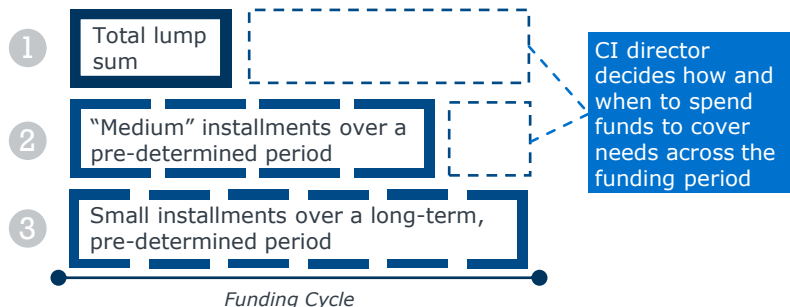 1
Total lump
sum
CI director
decides how and
when to spend
funds to cover
needs across the
funding period
2
“Medium” installments over a
pre-determined period
3
Small installments over a long-term,
pre-determined period
Funding Cycle